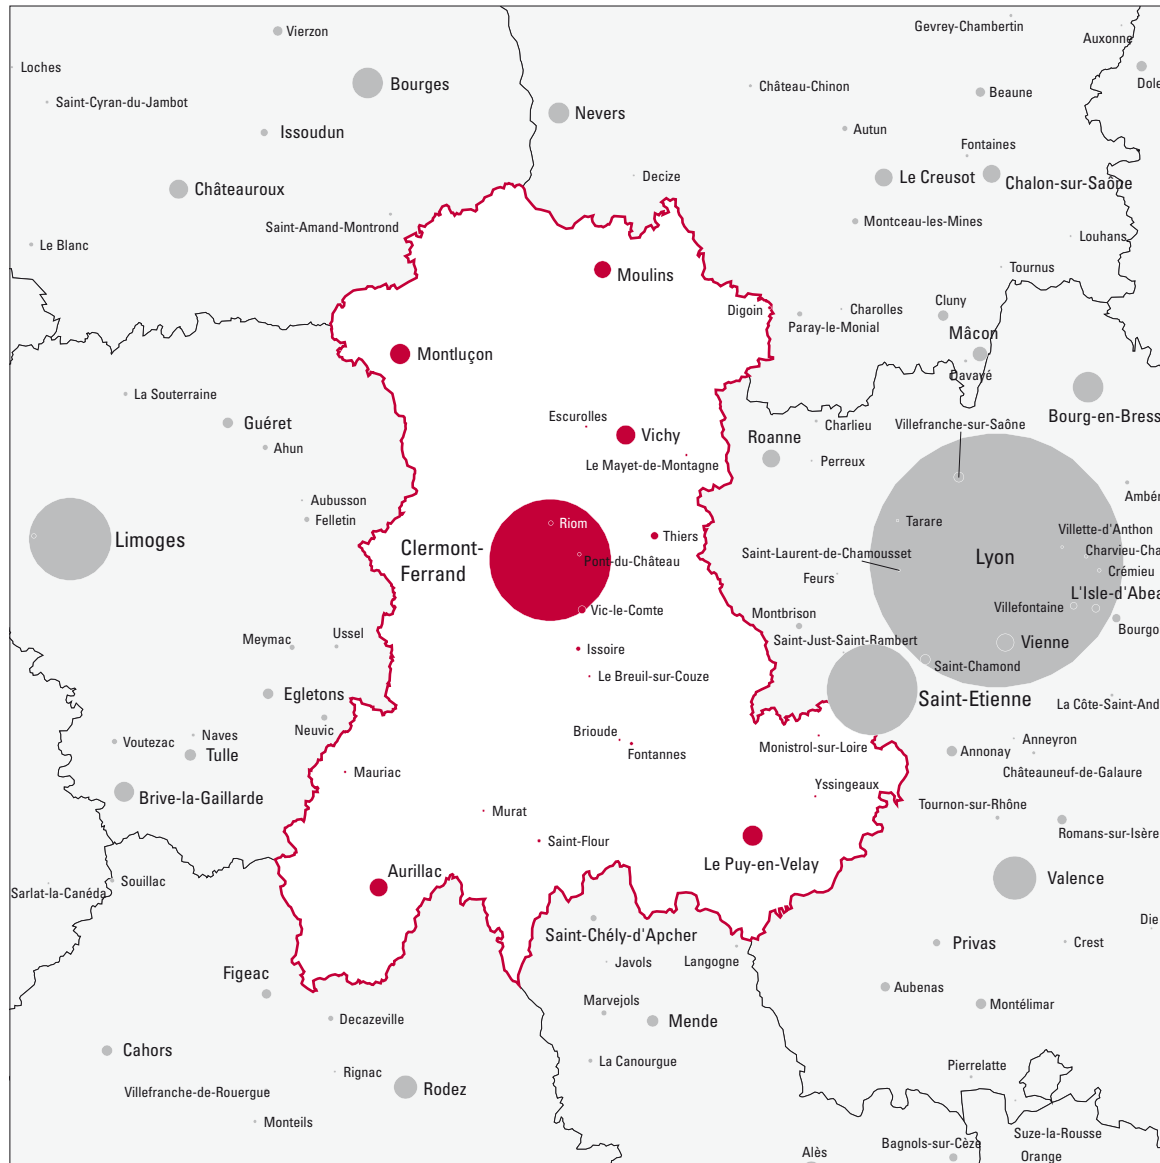 Gevrey-Chambertin
Vierzon
Auxonne
Loches
Bourges
Château-Chinon
Dole
Beaune
Saint-Cyran-du-Jambot
Nevers
Issoudun
Autun
Fontaines
Decize
Le Creusot
Chalon-sur-Saône
Châteauroux
Saint-Amand-Montrond
Montceau-les-Mines
Louhans
Le Blanc
Tournus
Moulins
Cluny
Digoin
Charolles
Paray-le-Monial
Mâcon
Montluçon
Davayé
La Souterraine
Bourg-en-Bress
Escurolles
Guéret
Charlieu
Villefranche-sur-Saône
Vichy
Roanne
Ahun
Le Mayet-de-Montagne
Perreux
Aubusson
Ambér
Felletin
Riom
Tarare
Villette-d'Anthon
Limoges
Clermont-
Ferrand
Thiers
Pont-du-Château
Saint-Laurent-de-Chamousset
Lyon
Charvieu-Cha
Feurs
Crémieu
L'Isle-d'Abea
Vic-le-Comte
Montbrison
Villefontaine
Bourgo
Meymac
Ussel
Saint-Just-Saint-Rambert
Vienne
Issoire
Saint-Chamond
Le Breuil-sur-Couze
Egletons
Saint-Etienne
La Côte-Saint-And
Neuvic
Brioude
Naves
Voutezac
Tulle
Fontannes
Monistrol-sur-Loire
Anneyron
Annonay
Mauriac
Châteauneuf-de-Galaure
Yssingeaux
Brive-la-Gaillarde
Tournon-sur-Rhône
Murat
Romans-sur-Isère
Saint-Flour
Le Puy-en-Velay
Aurillac
Valence
Souillac
Sarlat-la-Canéda
Die
Saint-Chély-d'Apcher
Privas
Crest
Figeac
Javols
Langogne
Aubenas
Marvejols
Montélimar
Decazeville
Mende
Cahors
La Canourgue
Pierrelatte
Rignac
Villefranche-de-Rouergue
Rodez
Monteils
Suze-la-Rousse
Bagnols-sur-Cèze
Alès
Orange